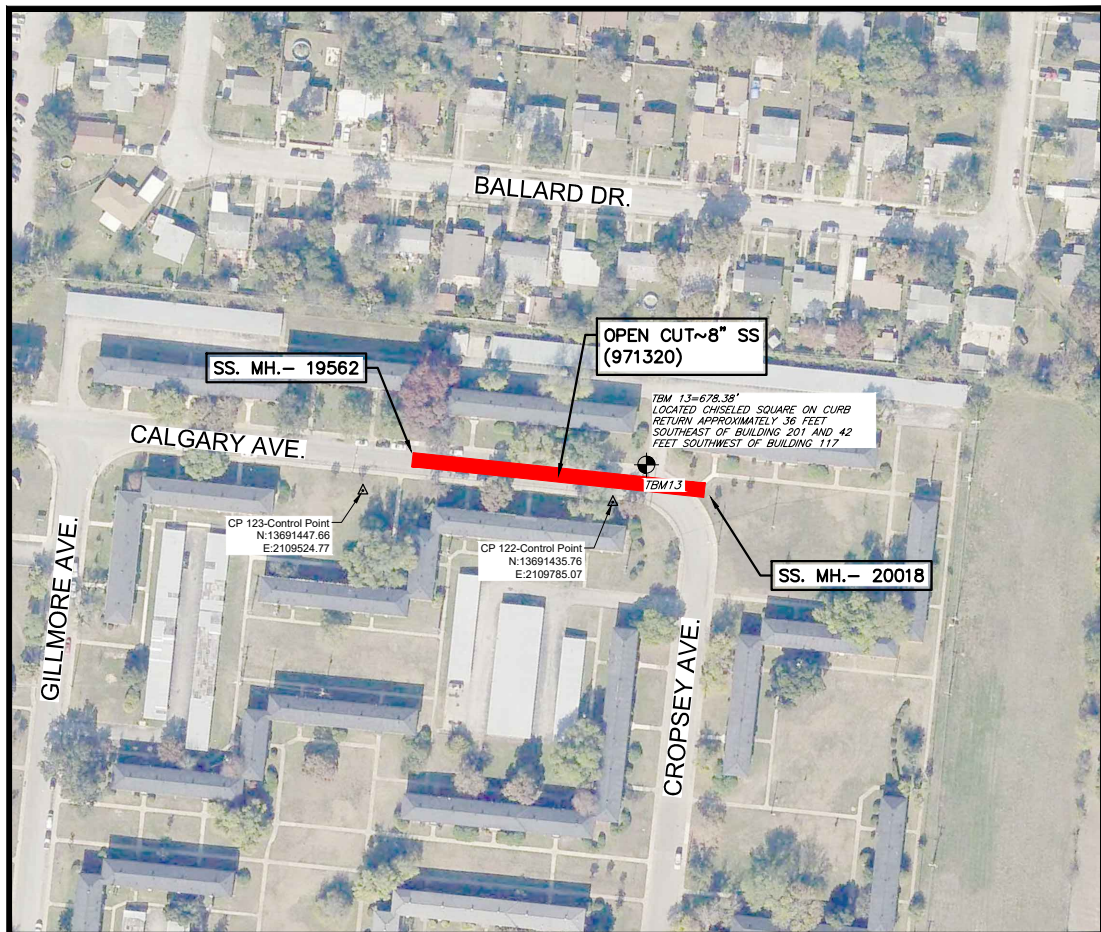 BALLARD DR.
OPEN CUT~8" SS
(971320)
SS. MH.– 19562
TBM 13=678.38'
LOCATED CHISELED SQUARE ON CURB
RETURN APPROXIMATELY 36 FEET
SOUTHEAST OF BUILDING 201 AND 42
FEET SOUTHWEST OF BUILDING 117
CALGARY AVE.
TBM13
CP 123-Control Point
N:13691447.66
E:2109524.77
CP 122-Control Point
N:13691435.76
E:2109785.07
SS. MH.– 20018
GILLMORE AVE.
CROPSEY AVE.